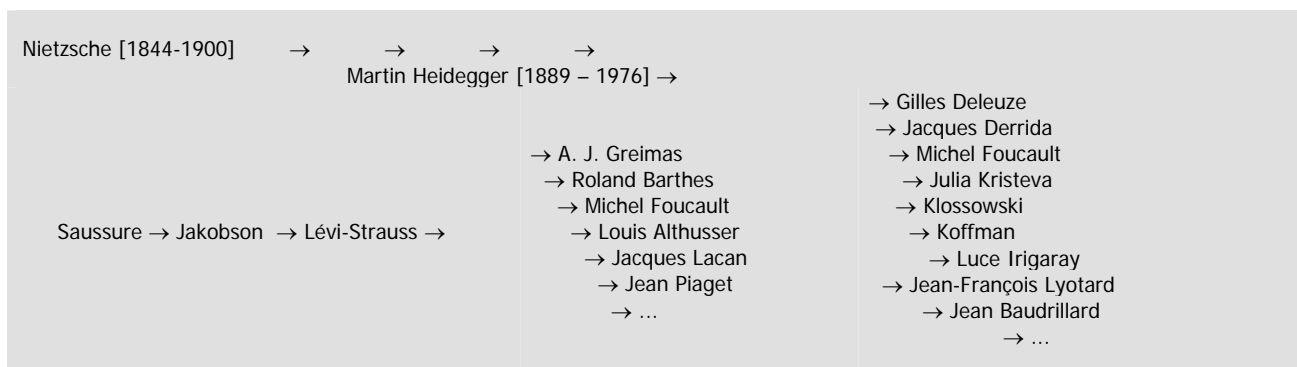 Nietzsche [1844-1900] → → → →
Martin Heidegger [1889 – 1976] →
Saussure → Jakobson → Lévi-Strauss →
→ A. J. Greimas
→ Roland Barthes
→ Michel Foucault
→ Louis Althusser
→ Jacques Lacan
→ Jean Piaget
→ ...
→ Gilles Deleuze
→ Jacques Derrida
→ Michel Foucault
→ Julia Kristeva
→ Klossowski
→ Koffman
→ Luce Irigaray
→ Jean-François Lyotard
→ Jean Baudrillard
→ ...